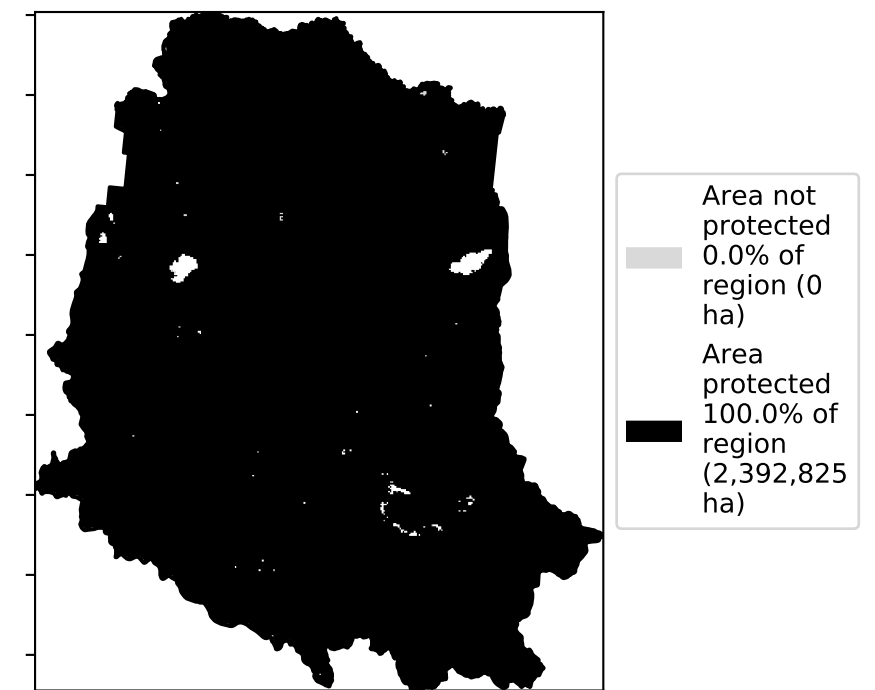 Area not
protected
0.0% of
region (0
ha)
Area
protected
100.0% of
region
(2,392,825
ha)